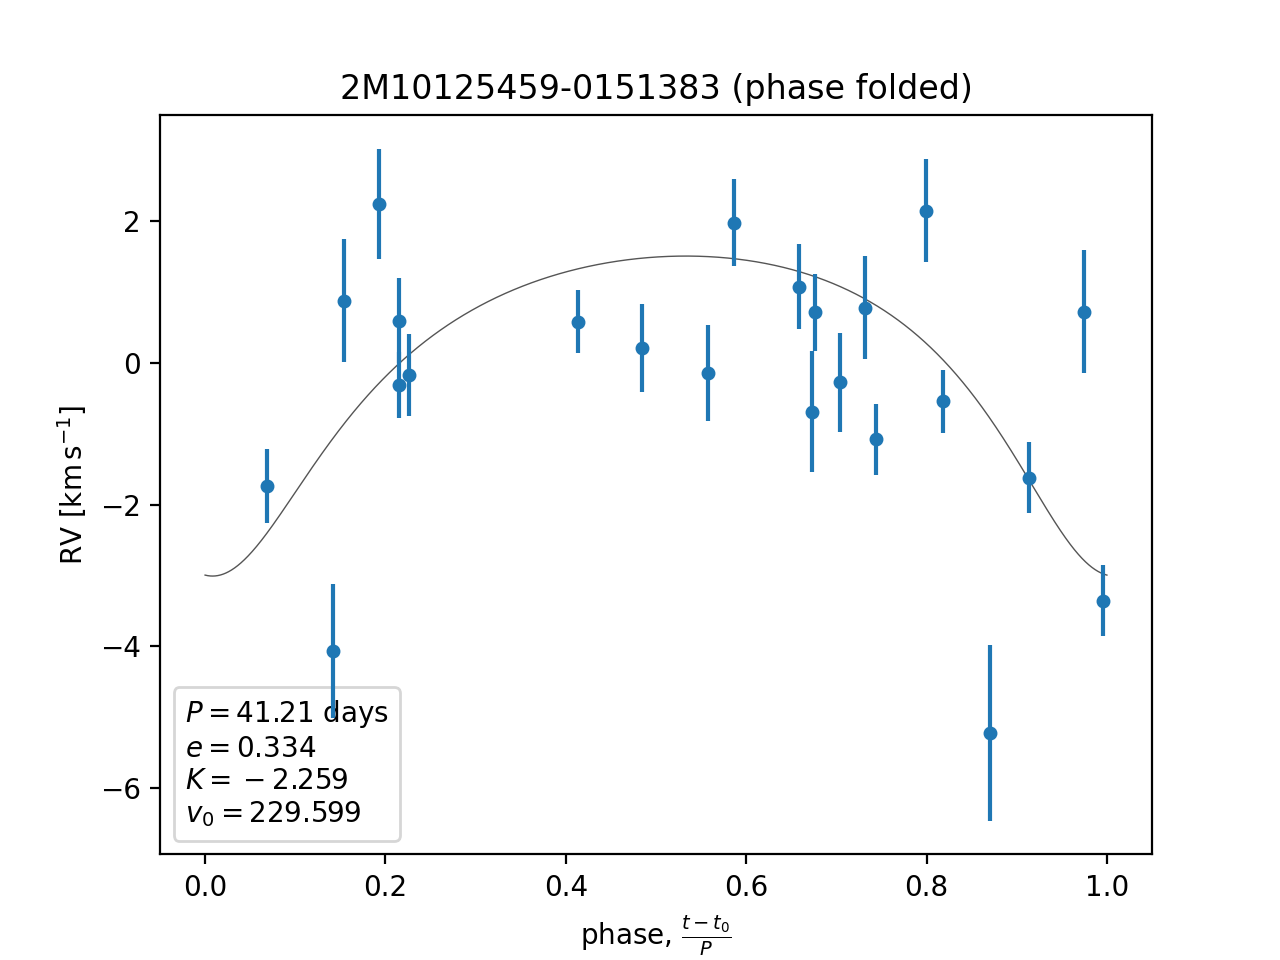 2M10125459-0151383 (phase folded)
2
0
−2
−4
−6
RV [km s⁻¹]
P = 41.21 days
e = 0.334
K = −2.259
v₀ = 229.599
0.0 0.2 0.4 0.6 0.8 1.0
phase, (t − t₀)/P